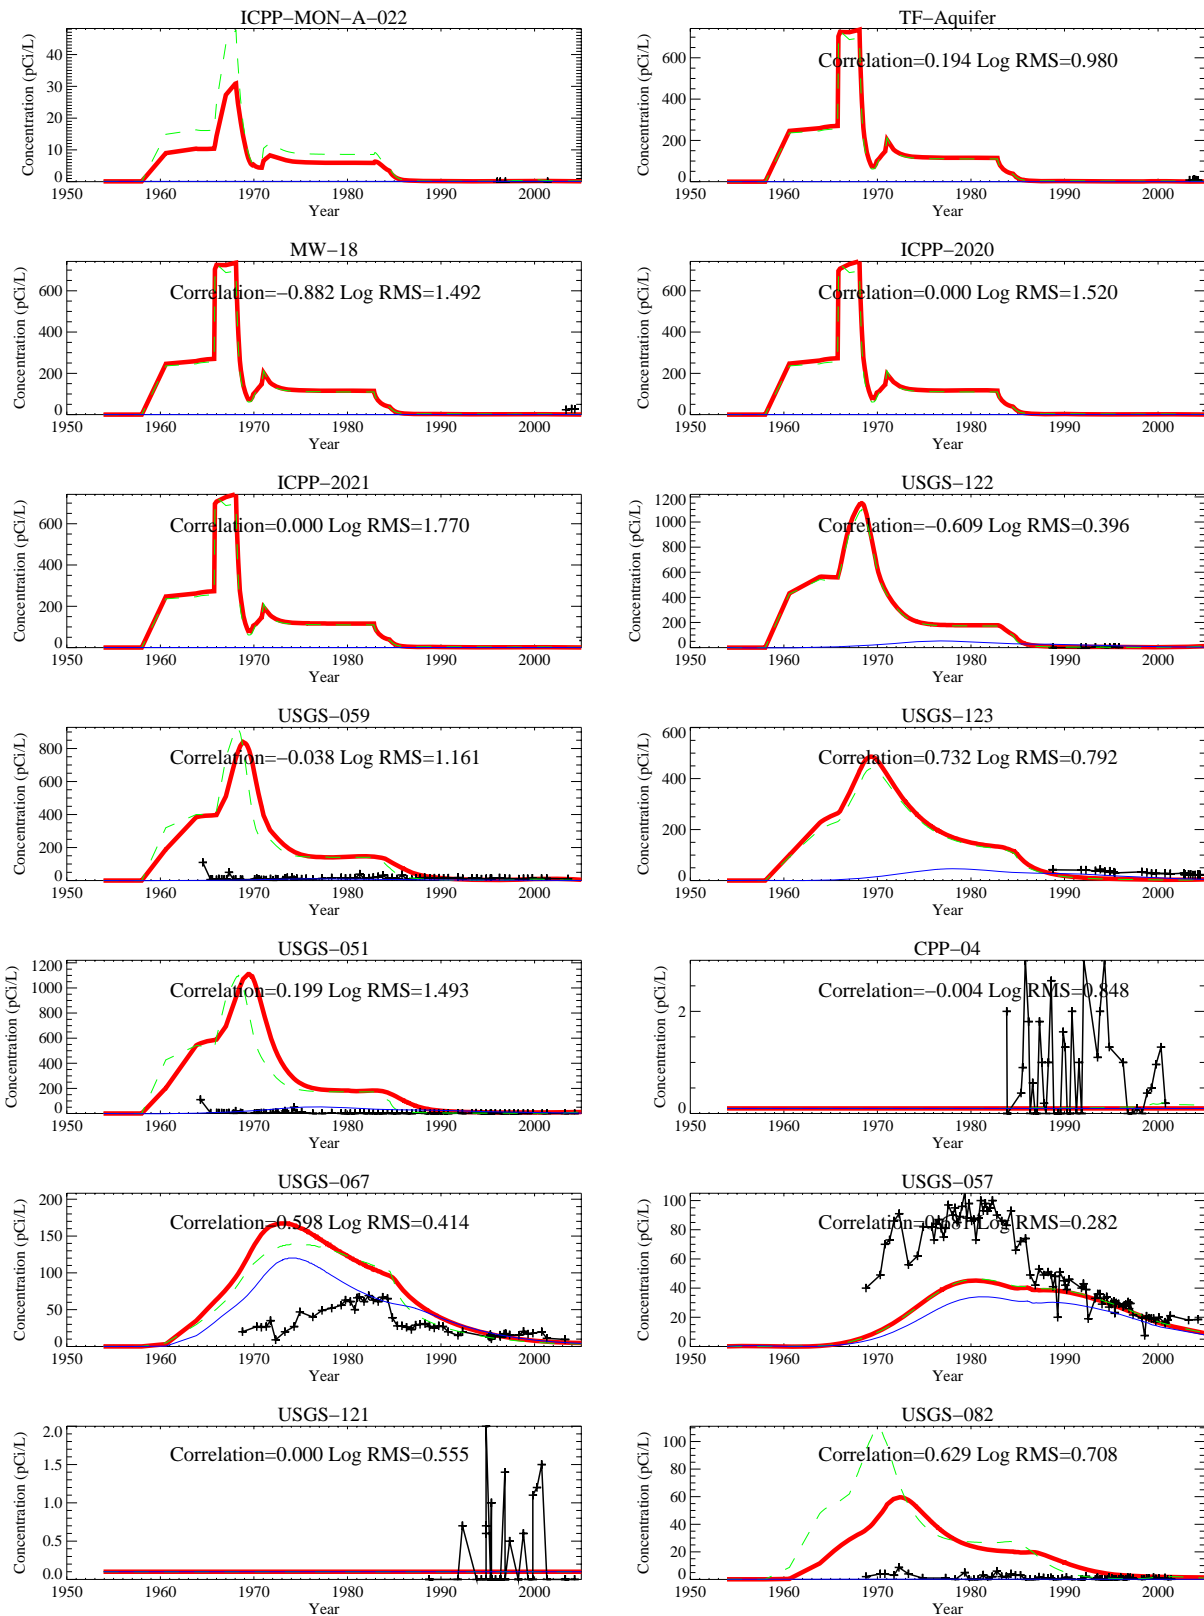 ICPP−MON−A−022
Concentration (pCi/L)
40
30
20
10
0
1950 1960 1970 1980 1990 2000
Year
TF−Aquifer
Correlation=0.194 Log RMS=0.980
Concentration (pCi/L)
600
400
200
0
1950 1960 1970 1980 1990 2000
Year
MW−18
Correlation=−0.882 Log RMS=1.492
Concentration (pCi/L)
600
400
200
0
1950 1960 1970 1980 1990 2000
Year
ICPP−2020
Correlation=0.000 Log RMS=1.520
Concentration (pCi/L)
600
400
200
0
1950 1960 1970 1980 1990 2000
Year
ICPP−2021
Correlation=0.000 Log RMS=1.770
Concentration (pCi/L)
600
400
200
0
1950 1960 1970 1980 1990 2000
Year
USGS−122
Correlation=−0.609 Log RMS=0.396
Concentration (pCi/L)
1200
1000
800
600
400
200
0
1950 1960 1970 1980 1990 2000
Year
USGS−059
Correlation=−0.038 Log RMS=1.161
Concentration (pCi/L)
800
600
400
200
0
1950 1960 1970 1980 1990 2000
Year
USGS−123
Correlation=0.732 Log RMS=0.792
Concentration (pCi/L)
600
400
200
0
1950 1960 1970 1980 1990 2000
Year
USGS−051
Correlation=0.199 Log RMS=1.493
Concentration (pCi/L)
1200
1000
800
600
400
200
0
1950 1960 1970 1980 1990 2000
Year
CPP−04
Correlation=−0.004 Log RMS=0.848
Concentration (pCi/L)
2
1
0
1950 1960 1970 1980 1990 2000
Year
USGS−067
Correlation=0.598 Log RMS=0.414
Concentration (pCi/L)
200
150
100
50
0
1950 1960 1970 1980 1990 2000
Year
USGS−057
Log RMS=0.282
Concentration (pCi/L)
100
80
60
40
20
0
1950 1960 1970 1980 1990 2000
Year
USGS−121
Correlation=0.000 Log RMS=0.555
Concentration (pCi/L)
2.0
1.5
1.0
0.5
0.0
1950 1960 1970 1980 1990 2000
Year
USGS−082
Correlation=0.629 Log RMS=0.708
Concentration (pCi/L)
100
80
60
40
20
0
1950 1960 1970 1980 1990 2000
Year